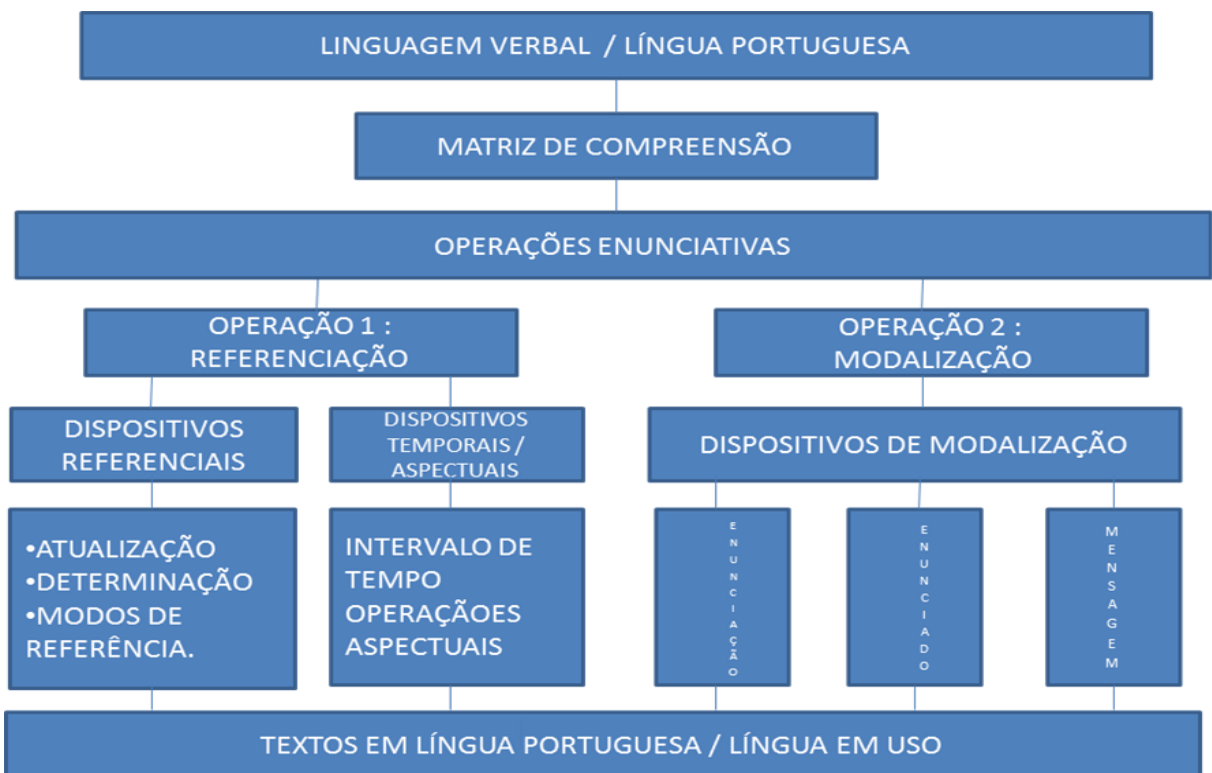 LINGUAGEM VERBAL / LÍNGUA PORTUGUESA
MATRIZ DE COMPREENSÃO
OPERAÇÕES ENUNCIATIVAS
OPERAÇÃO 1 :
REFERENCIAÇÃO
OPERAÇÃO 2 :
MODALIZAÇÃO
DISPOSITIVOS
REFERENCIAIS
DISPOSITIVOS
TEMPORAIS /
ASPECTUAIS
DISPOSITIVOS DE MODALIZAÇÃO
•ATUALIZAÇÃO
•DETERMINAÇÃO
•MODOS DE
REFERÊNCIA.
INTERVALO DE
TEMPO
OPERAÇÃOES
ASPECTUAIS
ENUNCIAÇÃO
ENUNCIADO
MENSAGEM
TEXTOS EM LÍNGUA PORTUGUESA / LÍNGUA EM USO